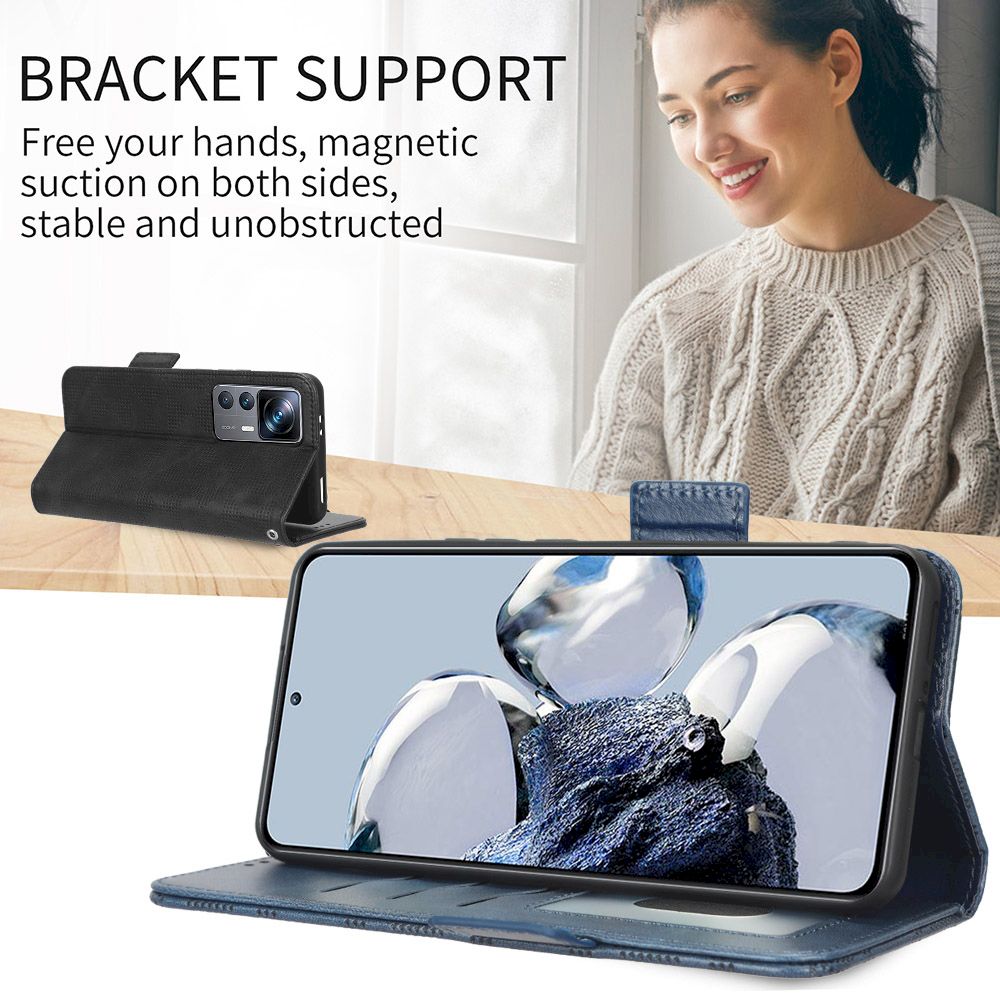 BRACKET SUPPORT
Free your hands, magnetic
suction on both sides,
stable and unobstructed